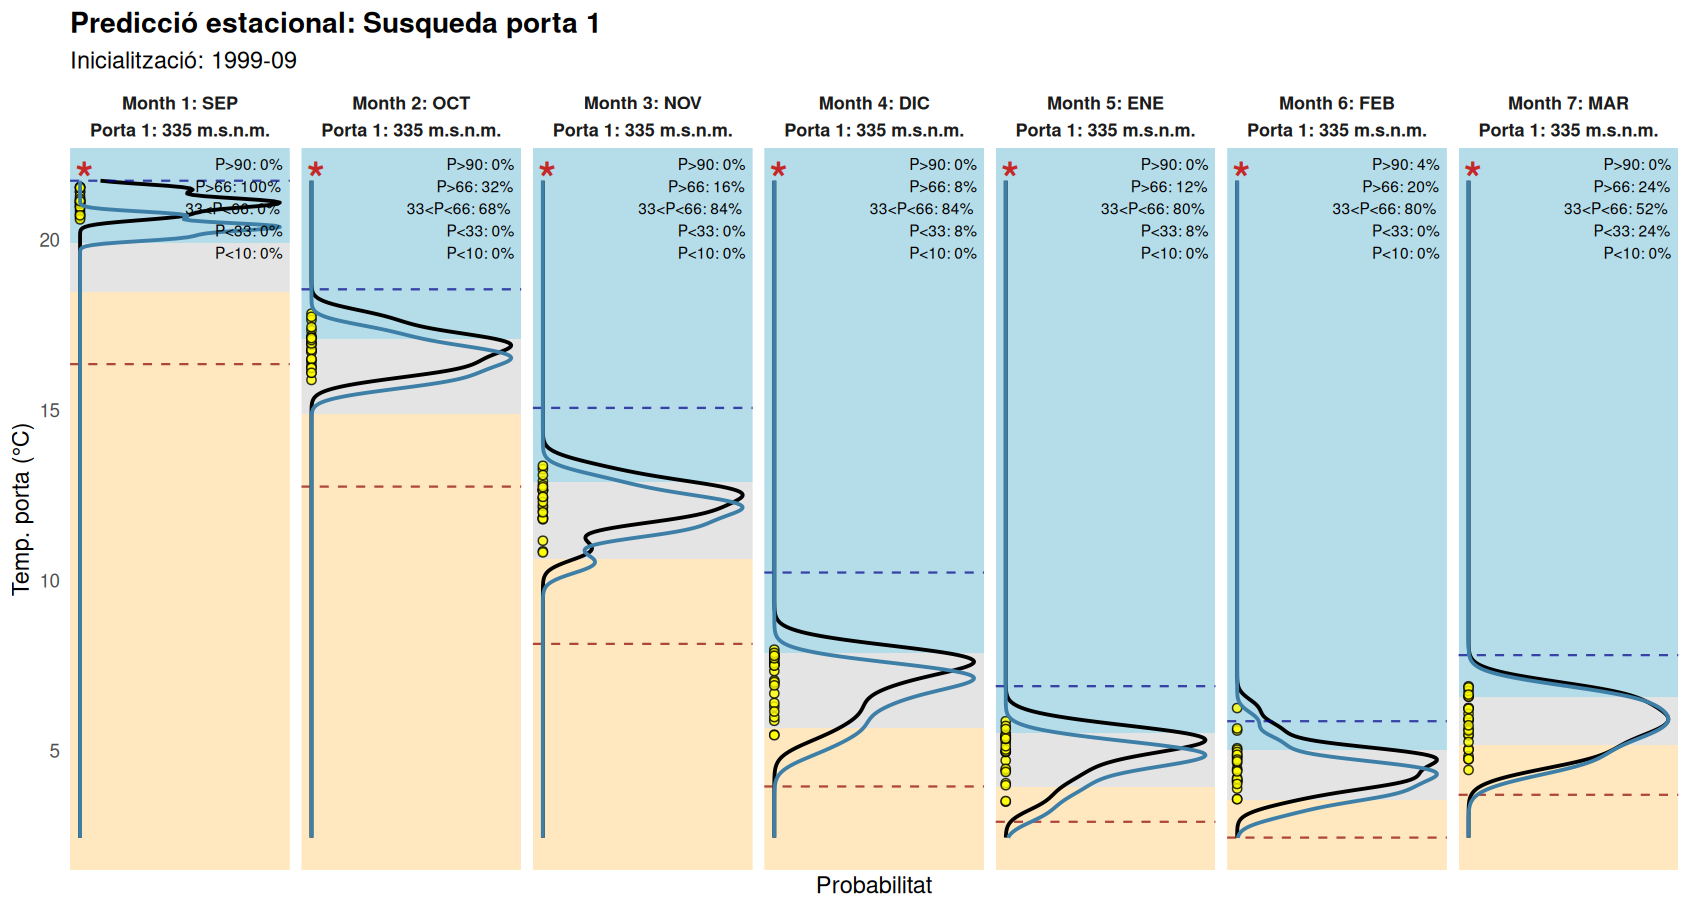 Predicció estacional: Susqueda porta 1
Inicialització: 1999-09
Month 1: SEP
Porta 1: 335 m.s.n.m.
Month 2: OCT
Porta 1: 335 m.s.n.m.
Month 3: NOV
Porta 1: 335 m.s.n.m.
Month 4: DIC
Porta 1: 335 m.s.n.m.
Month 5: ENE
Porta 1: 335 m.s.n.m.
Month 6: FEB
Porta 1: 335 m.s.n.m.
Month 7: MAR
Porta 1: 335 m.s.n.m.
*
P>90: 0%
P>66: 100%
33<P<66: 0%
P<33: 0%
P<10: 0%
*
P>90: 0%
P>66: 32%
33<P<66: 68%
P<33: 0%
P<10: 0%
*
P>90: 0%
P>66: 16%
33<P<66: 84%
P<33: 0%
P<10: 0%
*
P>90: 0%
P>66: 8%
33<P<66: 84%
P<33: 8%
P<10: 0%
*
P>90: 0%
P>66: 12%
33<P<66: 80%
P<33: 8%
P<10: 0%
*
P>90: 4%
P>66: 20%
33<P<66: 80%
P<33: 0%
P<10: 0%
*
P>90: 0%
P>66: 24%
33<P<66: 52%
P<33: 24%
P<10: 0%
20
15
10
5
Temp. porta (°C)
Probabilitat